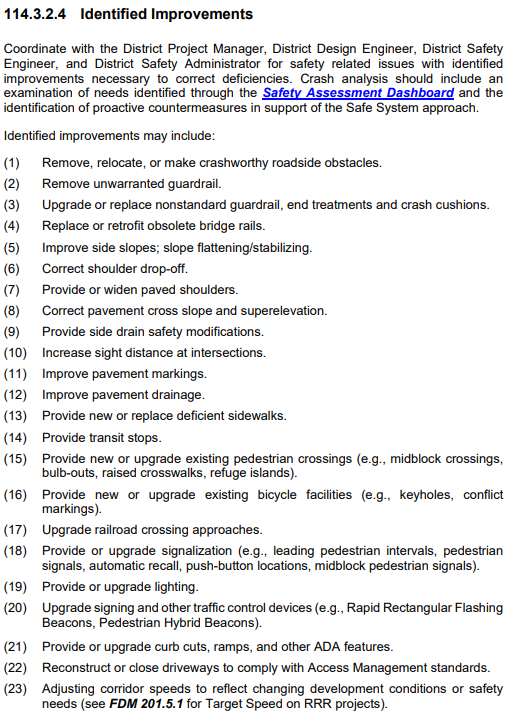 114.3.2.4 Identified Improvements
Coordinate with the District Project Manager, District Design Engineer, District Safety
Engineer, and District Safety Administrator for safety related issues with identified
improvements necessary to correct deficiencies. Crash analysis should include an
examination of needs identified through the Safety Assessment Dashboard and the
identification of proactive countermeasures in support of the Safe System approach.
Identified improvements may include:
(1) Remove, relocate, or make crashworthy roadside obstacles.
(2) Remove unwarranted guardrail.
(3) Upgrade or replace nonstandard guardrail, end treatments and crash cushions.
(4) Replace or retrofit obsolete bridge rails.
(5) Improve side slopes; slope flattening/stabilizing.
(6) Correct shoulder drop-off.
(7) Provide or widen paved shoulders.
(8) Correct pavement cross slope and superelevation.
(9) Provide side drain safety modifications.
(10) Increase sight distance at intersections.
(11) Improve pavement markings.
(12) Improve pavement drainage.
(13) Provide new or replace deficient sidewalks.
(14) Provide transit stops.
(15) Provide new or upgrade existing pedestrian crossings (e.g., midblock crossings,
bulb-outs, raised crosswalks, refuge islands).
(16) Provide new or upgrade existing bicycle facilities (e.g., keyholes, conflict
markings).
(17) Upgrade railroad crossing approaches.
(18) Provide or upgrade signalization (e.g., leading pedestrian intervals, pedestrian
signals, automatic recall, push-button locations, midblock pedestrian signals).
(19) Provide or upgrade lighting.
(20) Upgrade signing and other traffic control devices (e.g., Rapid Rectangular Flashing
Beacons, Pedestrian Hybrid Beacons).
(21) Provide or upgrade curb cuts, ramps, and other ADA features.
(22) Reconstruct or close driveways to comply with Access Management standards.
(23) Adjusting corridor speeds to reflect changing development conditions or safety
needs (see FDM 201.5.1 for Target Speed on RRR projects).